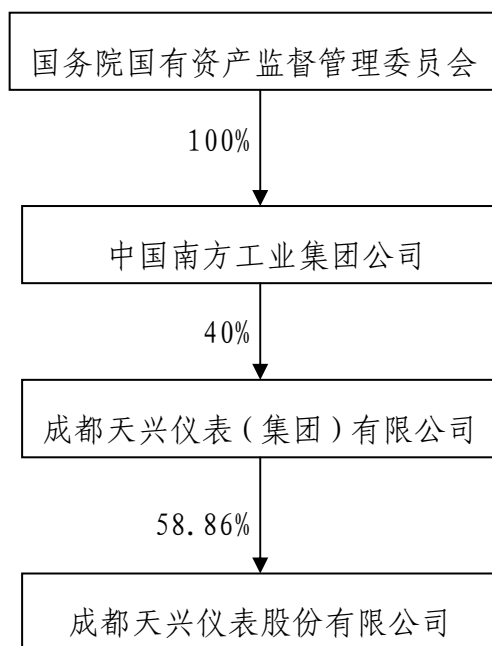 国务院国有资产监督管理委员会
100%
中国南方工业集团公司
40%
成都天兴仪表（集团）有限公司
58.86%
成都天兴仪表股份有限公司